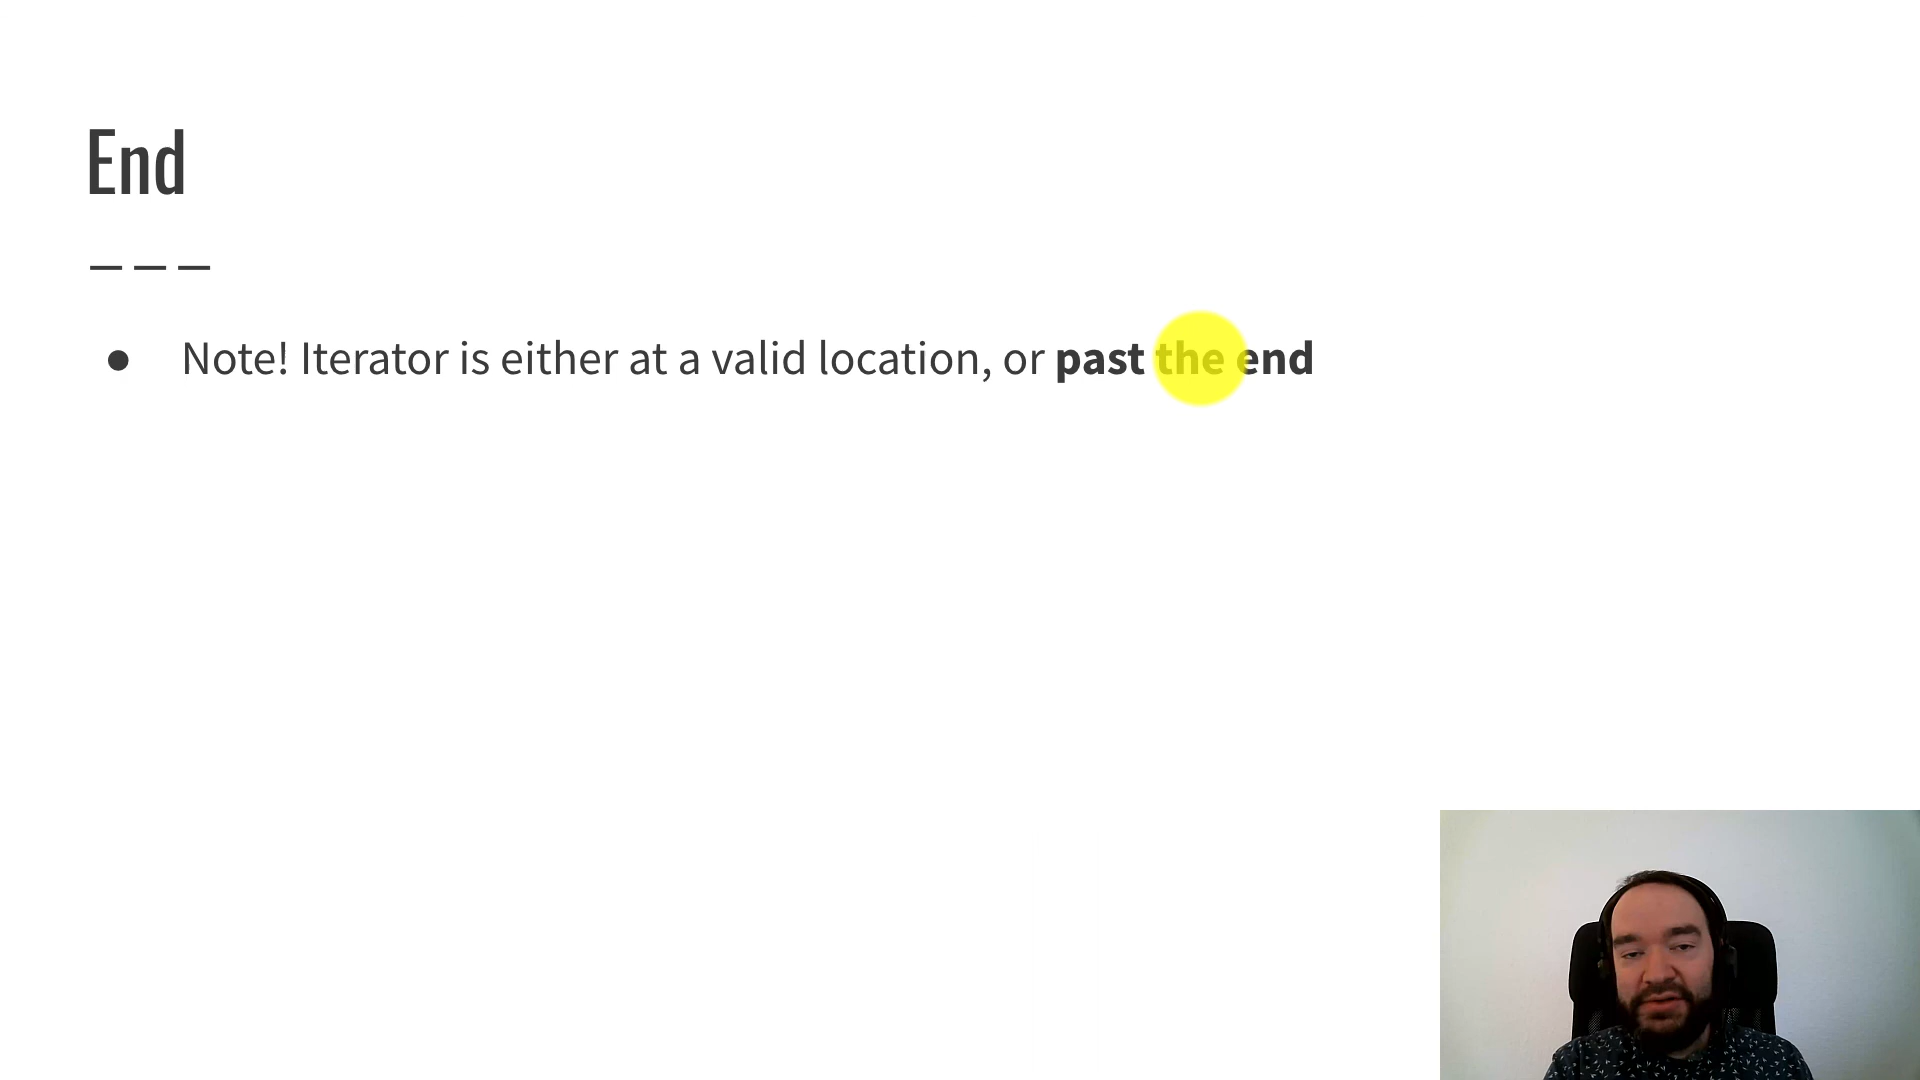 End
● Note! Iterator is either at a valid location, or past the end